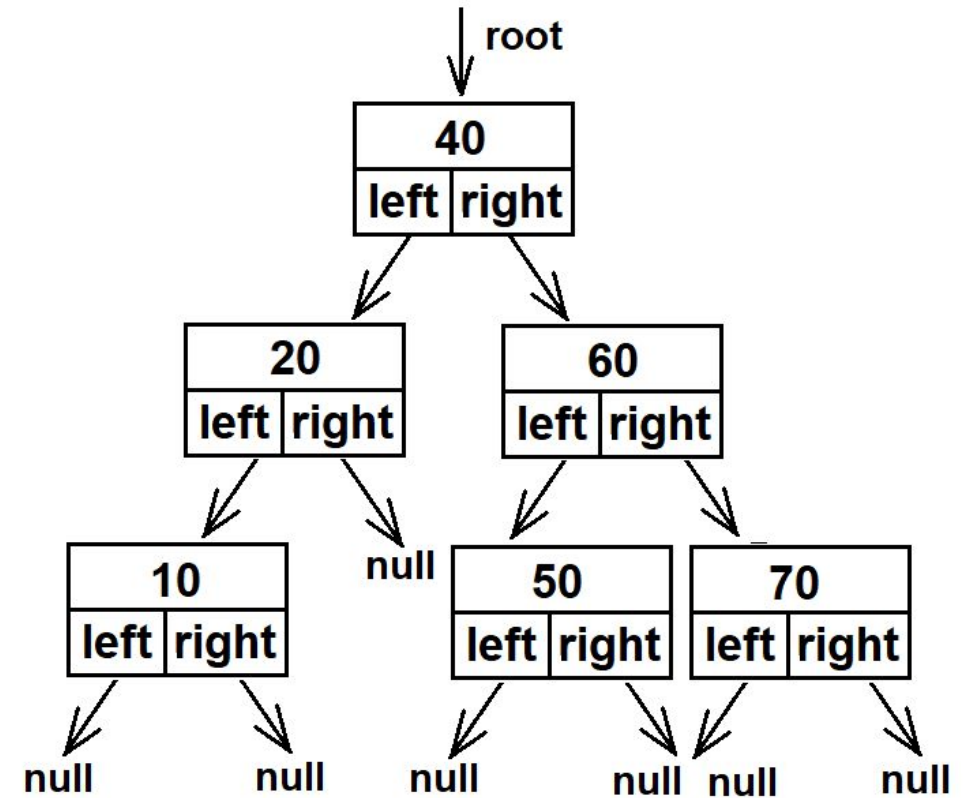 root
40
left right
20 60
left right left right
null
10 50 70
left right left right left right
null null null null null null